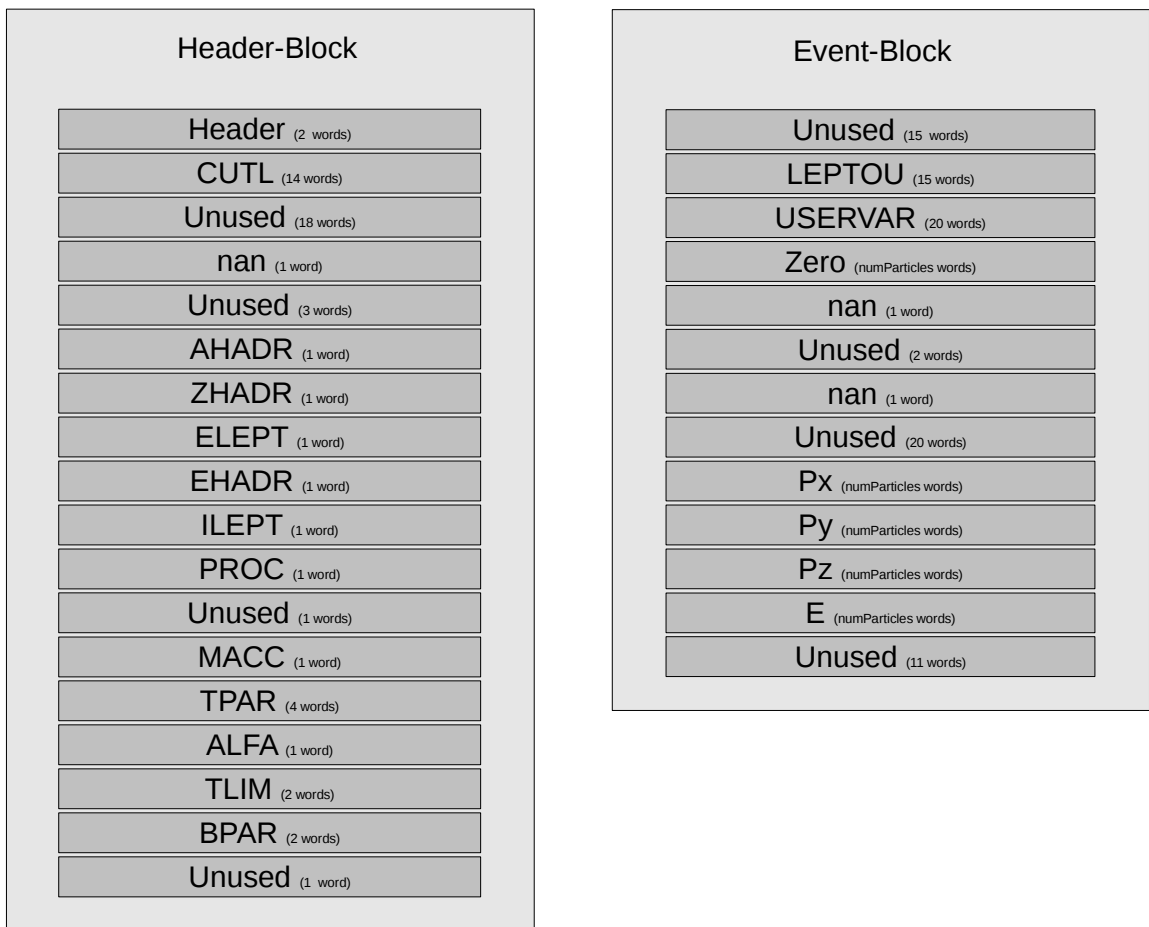 Header-Block
Header (2 words)
CUTL (14 words)
Unused (18 words)
nan (1 word)
Unused (3 words)
AHADR (1 word)
ZHADR (1 word)
ELEPT (1 word)
EHADR (1 word)
ILEPT (1 word)
PROC (1 word)
Unused (1 words)
MACC (1 word)
TPAR (4 words)
ALFA (1 word)
TLIM (2 words)
BPAR (2 words)
Unused (1 word)
Event-Block
Unused (15 words)
LEPTOU (15 words)
USERVAR (20 words)
Zero (numParticles words)
nan (1 word)
Unused (2 words)
nan (1 word)
Unused (20 words)
Px (numParticles words)
Py (numParticles words)
Pz (numParticles words)
E (numParticles words)
Unused (11 words)